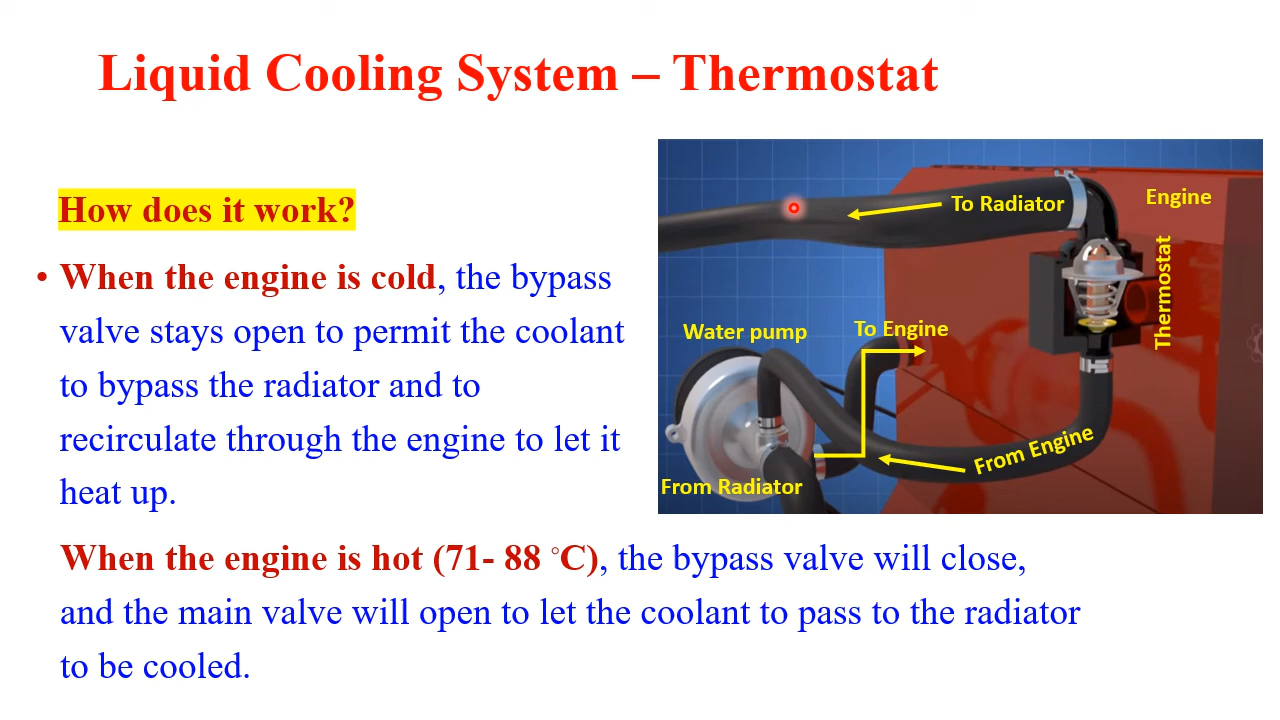 Liquid Cooling System – Thermostat
How does it work?
• When the engine is cold, the bypass
valve stays open to permit the coolant
to bypass the radiator and to
recirculate through the engine to let it
heat up.
When the engine is hot (71- 88 °C), the bypass valve will close,
and the main valve will open to let the coolant to pass to the radiator
to be cooled.
To Radiator
Engine
Thermostat
Water pump
To Engine
From Engine
From Radiator